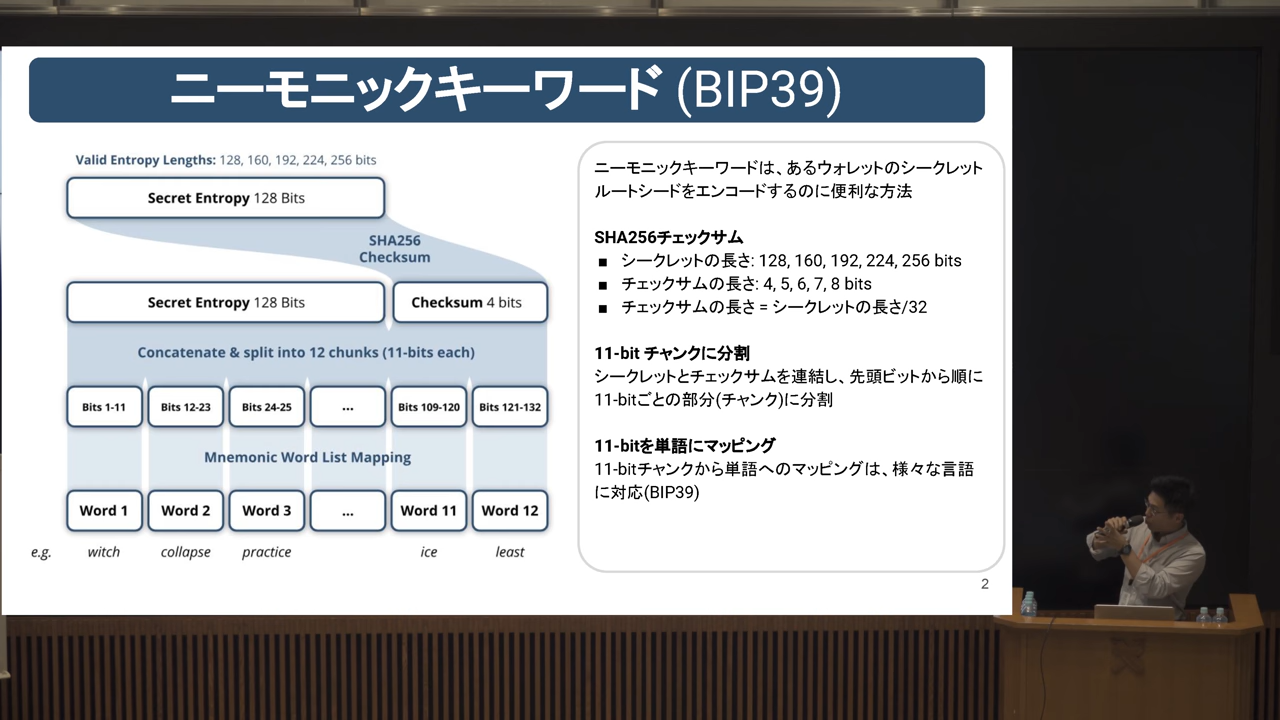 ニーモニックキーワード (BIP39)
Valid Entropy Lengths: 128, 160, 192, 224, 256 bits
Secret Entropy 128 Bits
SHA256
Checksum
Secret Entropy 128 Bits
Checksum 4 bits
Concatenate & split into 12 chunks (11-bits each)
Bits 1-11
Bits 12-23
Bits 24-25
...
Bits 109-120
Bits 121-132
Mnemonic Word List Mapping
Word 1
Word 2
Word 3
...
Word 11
Word 12
e.g.
witch
collapse
practice
ice
least
ニーモニックキーワードは、あるウォレットのシークレット
ルートシードをエンコードするのに便利な方法
SHA256チェックサム
■ シークレットの長さ: 128, 160, 192, 224, 256 bits
■ チェックサムの長さ: 4, 5, 6, 7, 8 bits
■ チェックサムの長さ = シークレットの長さ/32
11-bit チャンクに分割
シークレットとチェックサムを連結し、先頭ビットから順に
11-bitごとの部分(チャンク)に分割
11-bitを単語にマッピング
11-bitチャンクから単語へのマッピングは、様々な言語
に対応(BIP39)
2